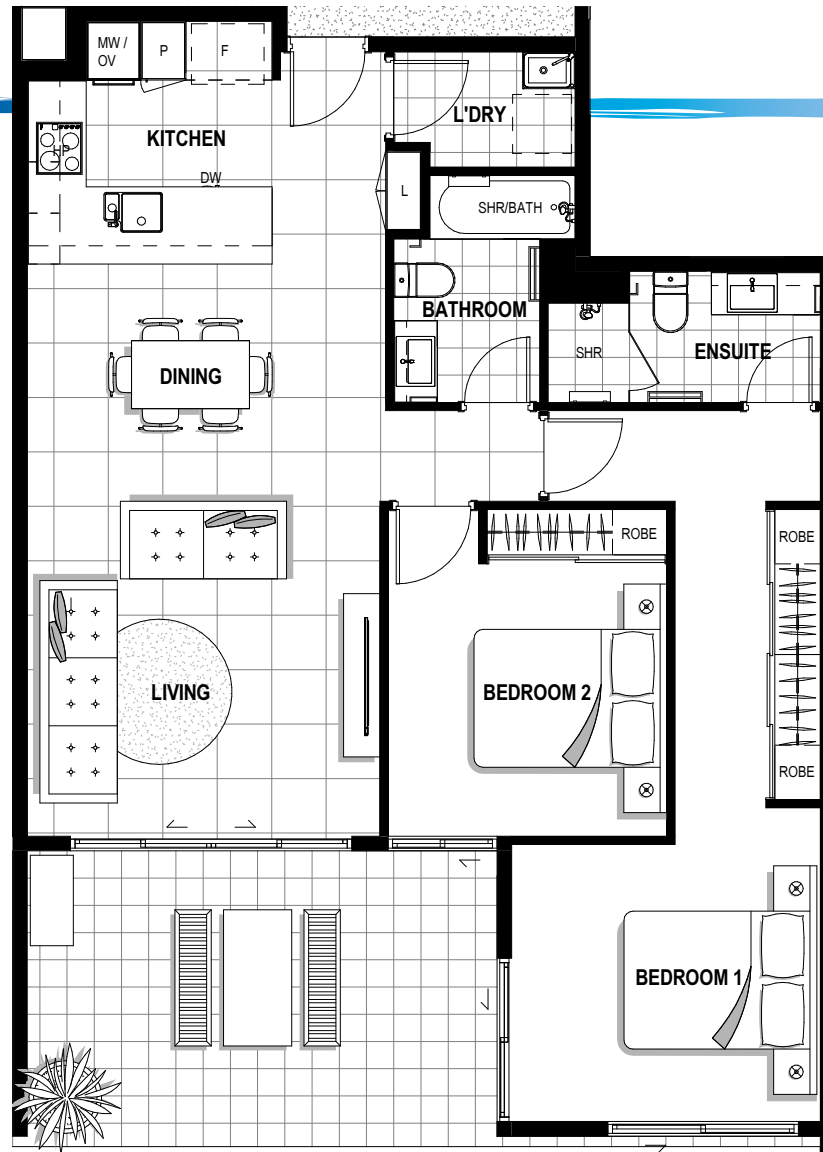 MW /
OV
P
F
KITCHEN
L'DRY
HP
DW
L
SHR/BATH
BATHROOM
SHR
ENSUITE
DINING
ROBE
ROBE
LIVING
BEDROOM 2
ROBE
BEDROOM 1